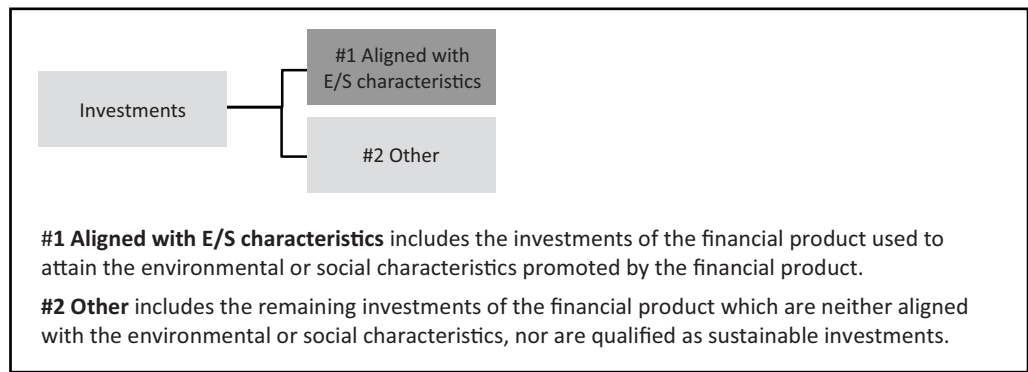 #1 Aligned with
E/S characteristics
Investments
#2 Other
#1 Aligned with E/S characteristics includes the investments of the financial product used to
attain the environmental or social characteristics promoted by the financial product.
#2 Other includes the remaining investments of the financial product which are neither aligned
with the environmental or social characteristics, nor are qualified as sustainable investments.